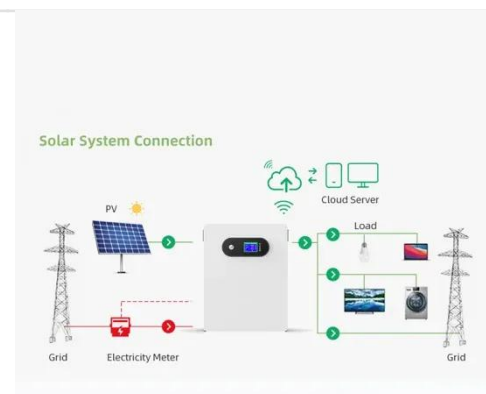 Solar System Connection
Cloud Server
PV
Load
Grid
Electricity Meter
Grid